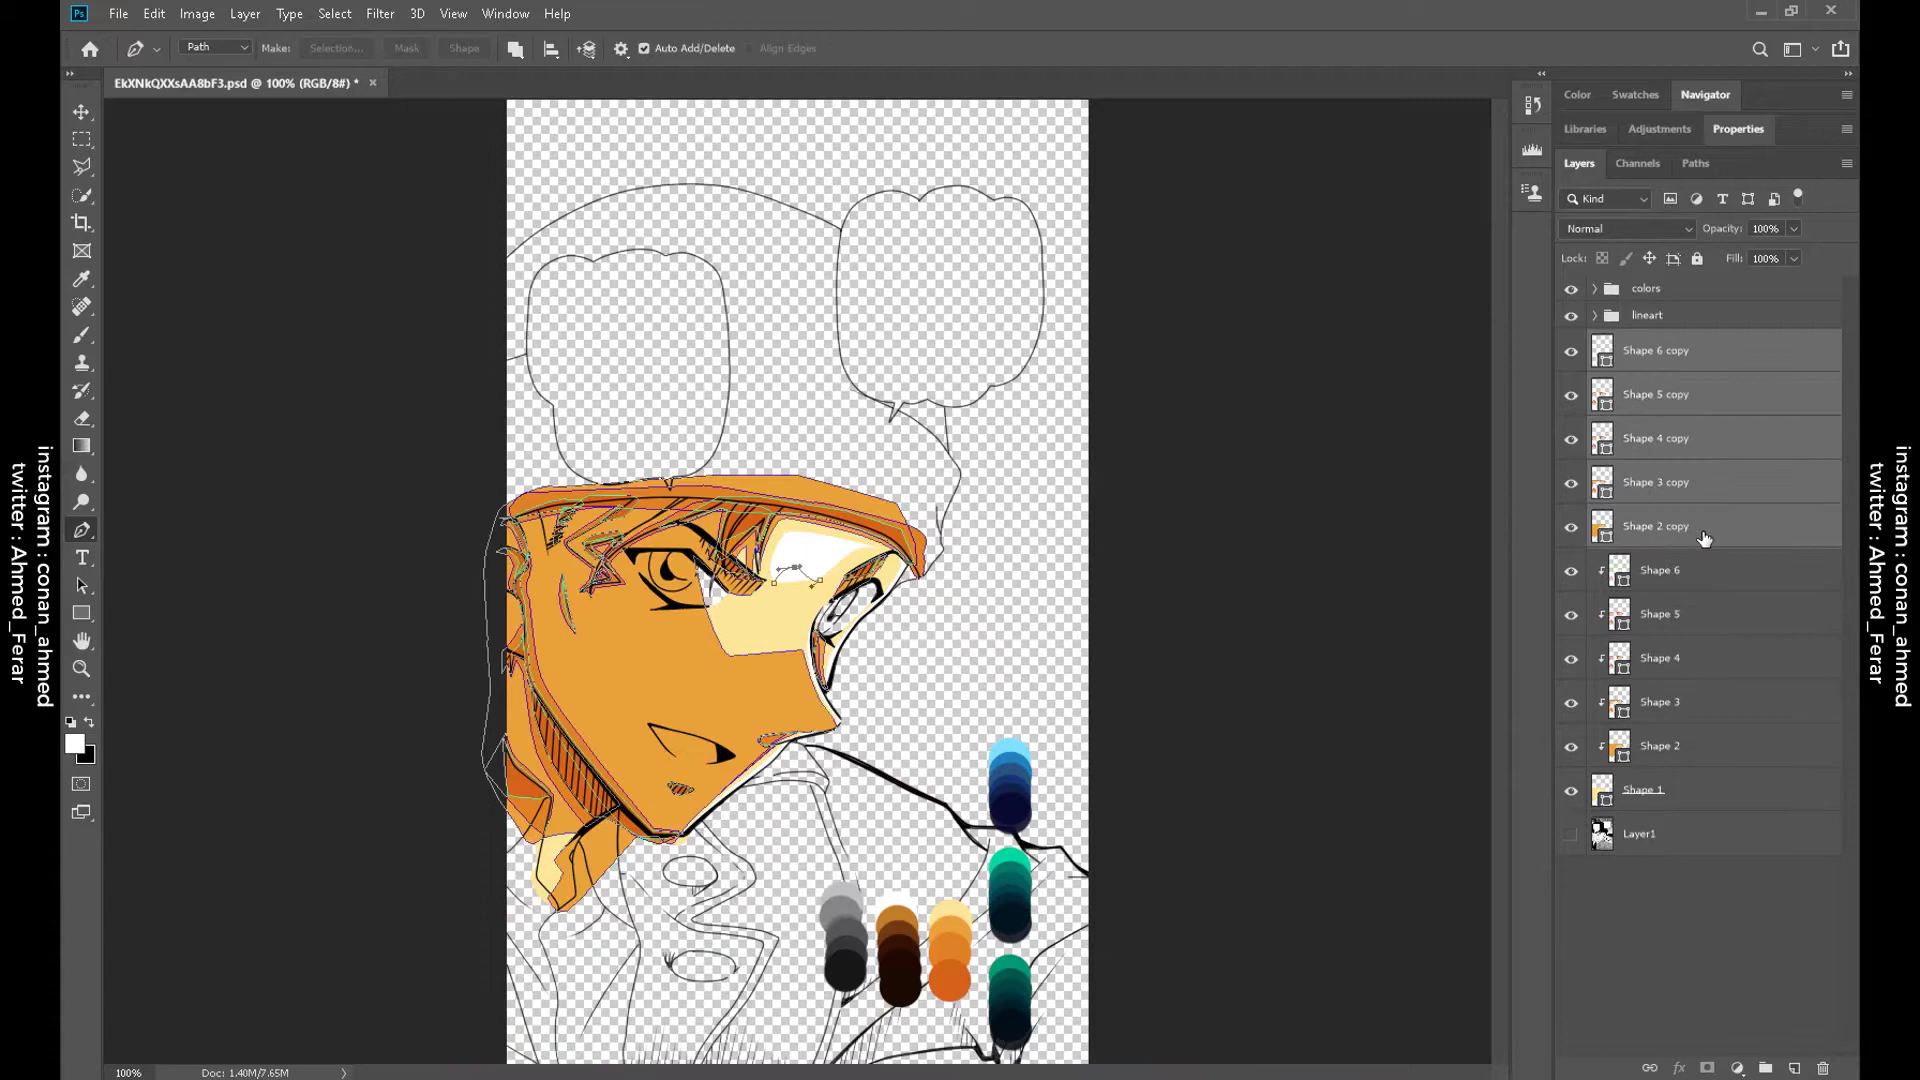 File Edit Image Layer Type Select Filter 3D View Window Help
Path Make: Selection... Mask Shape Auto Add/Delete Align Edges
EkXNkQXXsAA8bF3.psd @ 100% (RGB/8#) *
Color Swatches Navigator
Libraries Adjustments Properties
Layers Channels Paths
Kind
Normal Opacity: 100%
Lock: Fill: 100%
colors
lineart
Shape 6 copy
Shape 5 copy
Shape 4 copy
Shape 3 copy
Shape 2 copy
Shape 6
Shape 5
Shape 4
Shape 3
Shape 2
Shape 1
Layer1
100% Doc: 1.40M/7.65M
instagram : conan_ahmed
twitter : Ahmed_Ferar
instagram : conan_ahmed
twitter : Ahmed_Ferar